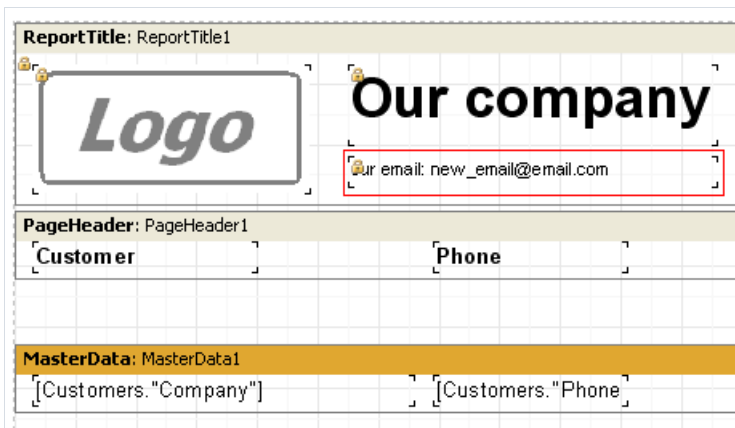 ReportTitle: ReportTitle1
Logo
Our company
ur email: new_email@email.com
PageHeader: PageHeader1
Customer Phone
MasterData: MasterData1
[Customers."Company"] [Customers."Phone